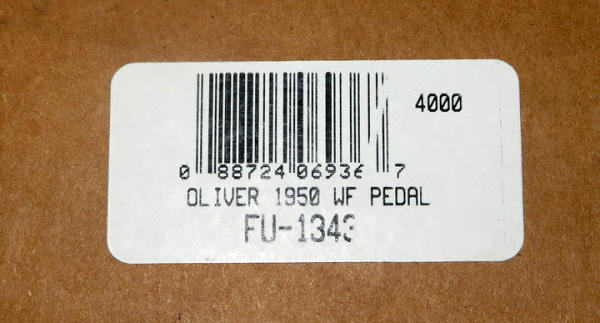 4000
0 88724 06936 7
OLIVER 1950 WF PEDAL
FU-1343